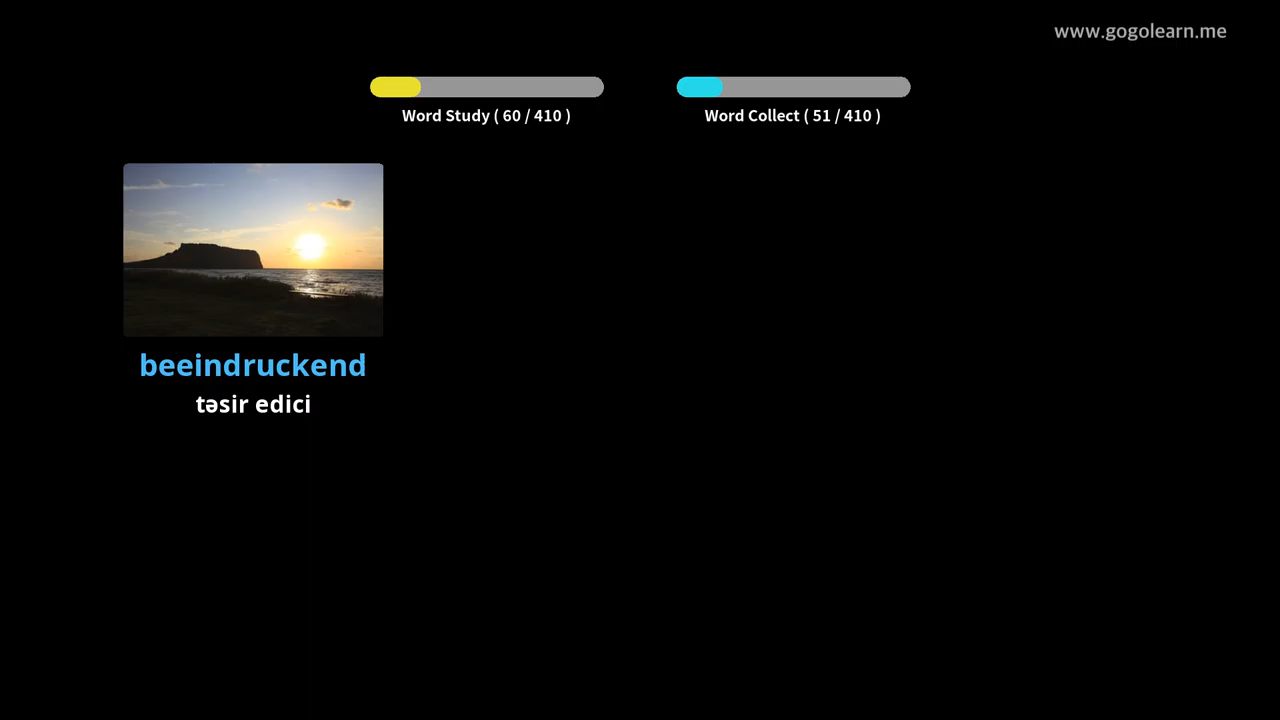 www.gogolearn.me
Word Study ( 60 / 410 )
Word Collect ( 51 / 410 )
beeindruckend
təsir edici